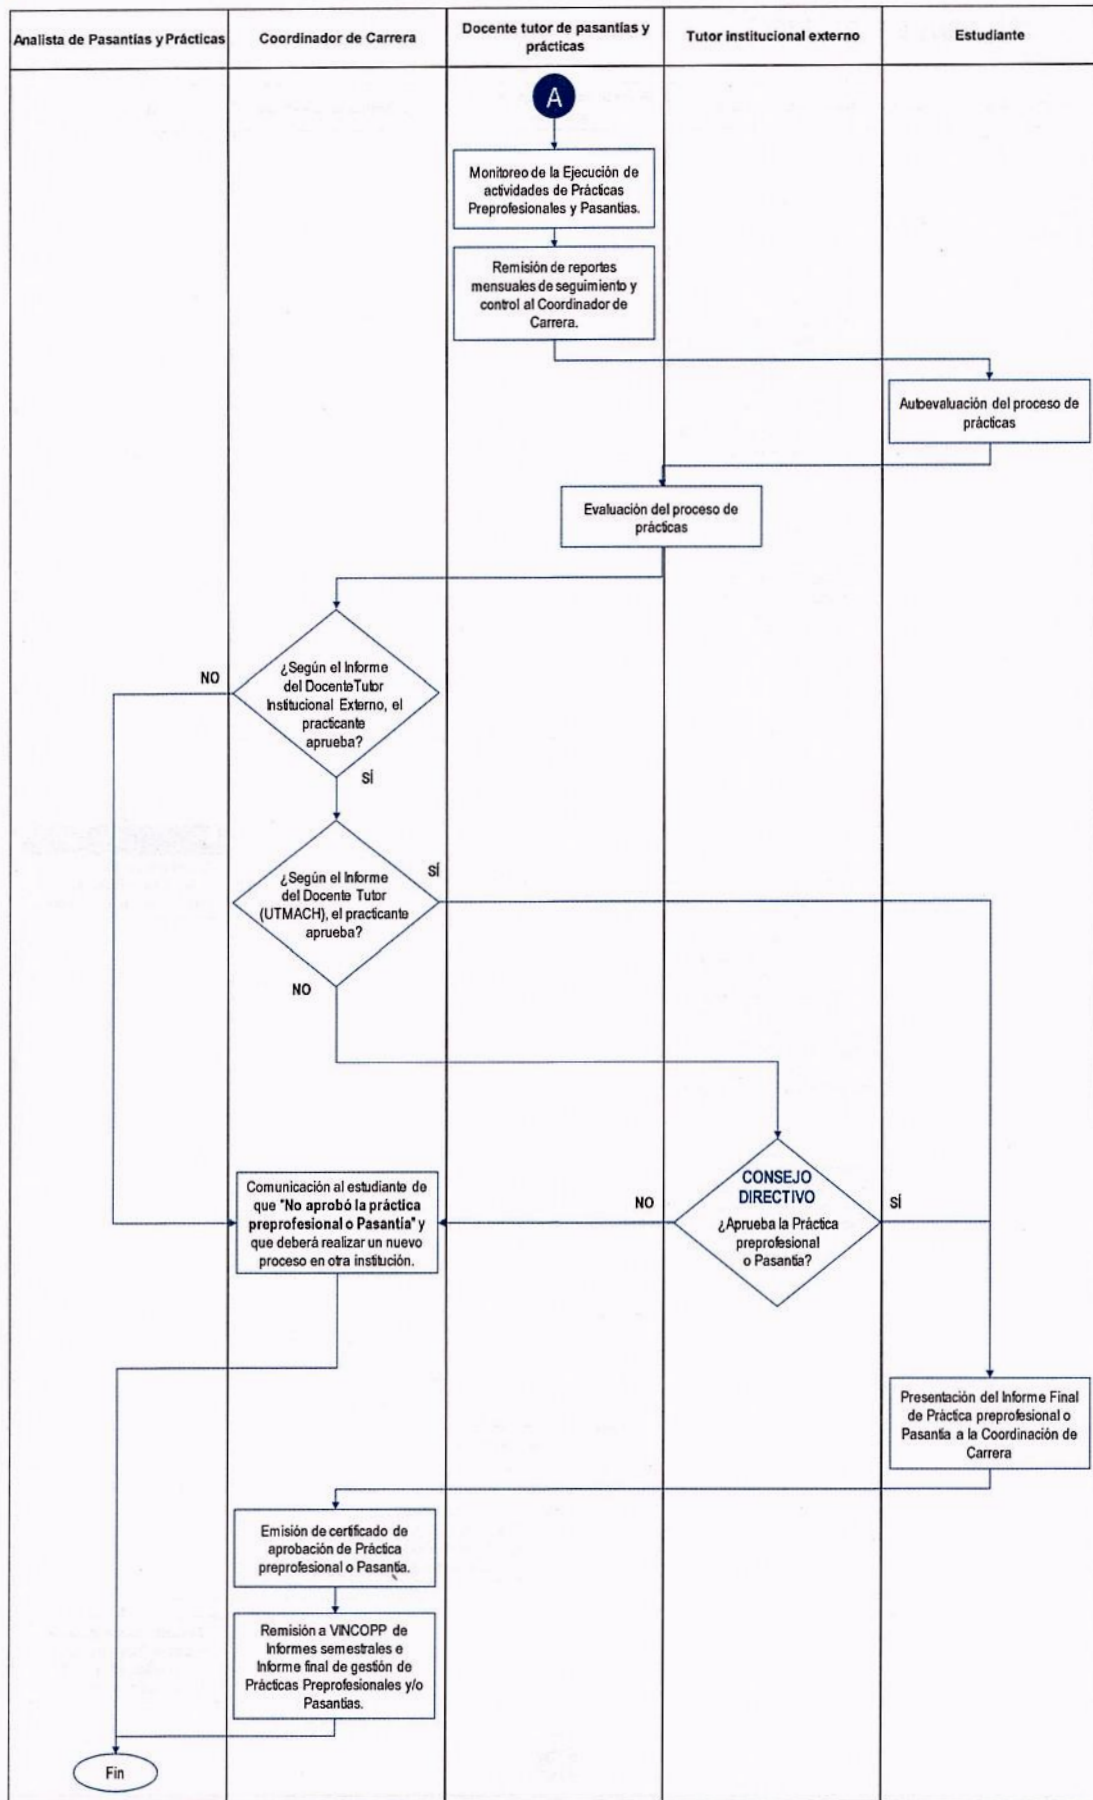 Analista de Pasantías y Prácticas
Coordinador de Carrera
Docente tutor de pasantías y
prácticas
Tutor institucional externo
Estudiante
A
Monitoreo de la Ejecución de
actividades de Prácticas
Preprofesionales y Pasantías.
Remisión de reportes
mensuales de seguimiento y
control al Coordinador de
Carrera.
Autoevaluación del proceso de
prácticas
Evaluación del proceso de
prácticas
¿Según el Informe
del DocenteTutor
Institucional Externo, el
practicante
aprueba?
NO
SÍ
¿Según el Informe
del Docente Tutor
(UTMACH), el practicante
aprueba?
SÍ
NO
CONSEJO
DIRECTIVO
¿Aprueba la Práctica
preprofesional
o Pasantía?
NO
SÍ
Comunicación al estudiante de
que "No aprobó la práctica
preprofesional o Pasantía" y
que deberá realizar un nuevo
proceso en otra institución.
Presentación del Informe Final
de Práctica preprofesional o
Pasantía a la Coordinación de
Carrera
Emisión de certificado de
aprobación de Práctica
preprofesional o Pasantía.
Remisión a VINCOPP de
Informes semestrales e
Informe final de gestión de
Prácticas Preprofesionales y/o
Pasantías.
Fin